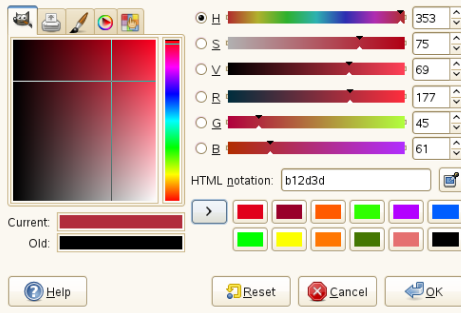 H 353
S 75
V 69
R 177
G 45
B 61
HTML notation: b12d3d
Current:
Old:
Help Reset Cancel OK